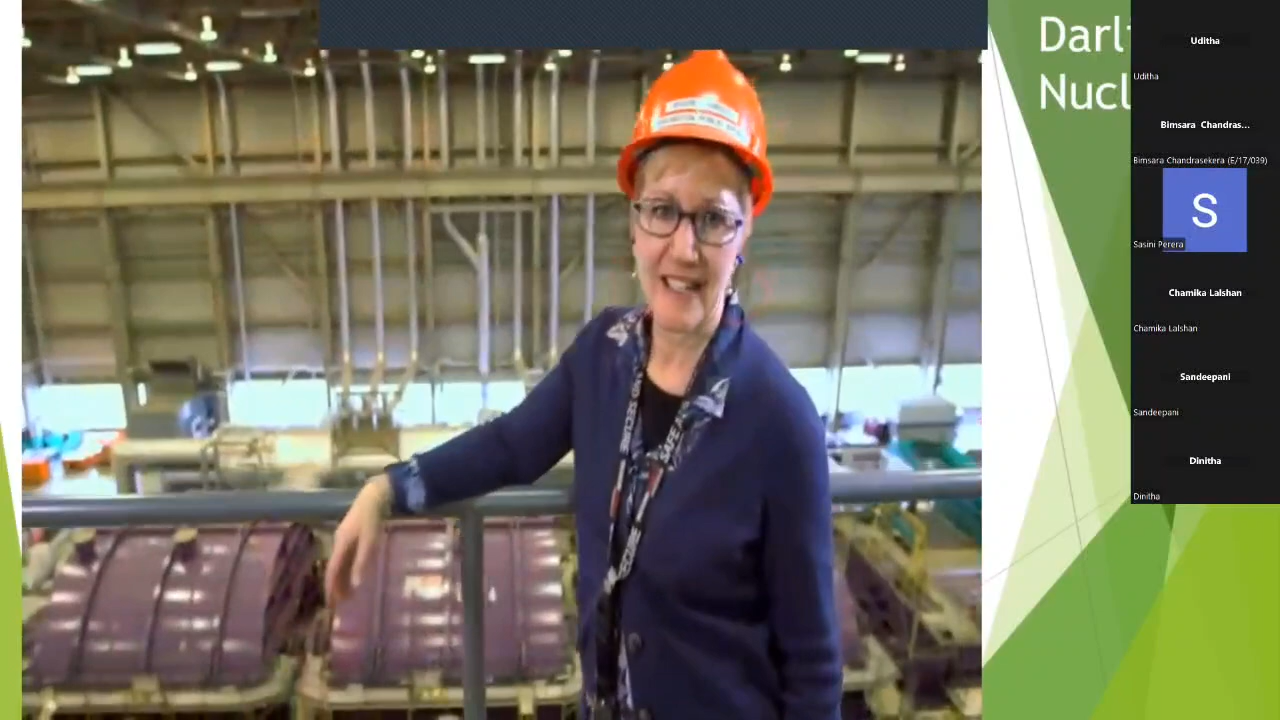 Darl
Nucl
Uditha
Uditha
Bimsara Chandras...
Bimsara Chandrasekera (E/17/039)
S
Sasini Perera
Chamika Lalshan
Chamika Lalshan
Sandeepani
Sandeepani
Dinitha
Dinitha
SAFE